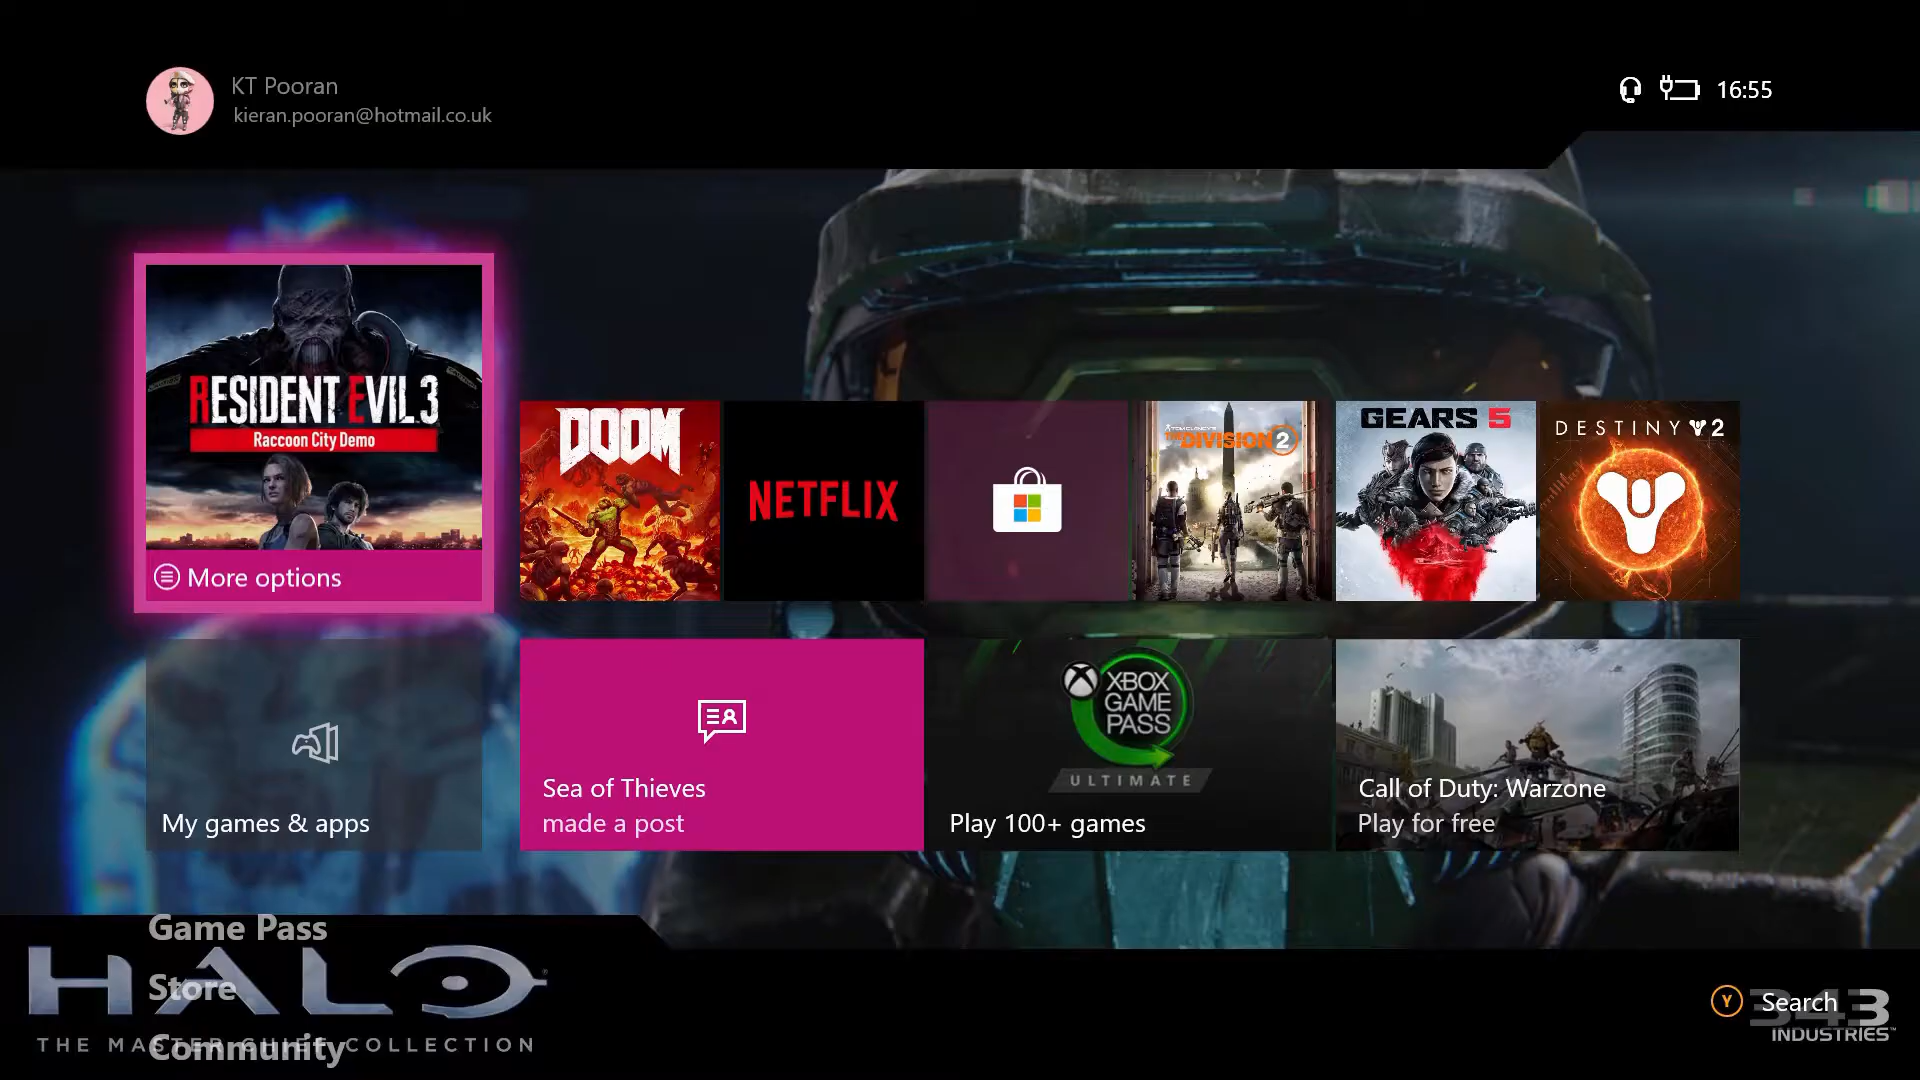 KT Pooran
kieran.pooran@hotmail.co.uk
16:55
RESIDENT EVIL 3
Raccoon City Demo
More options
DOOM
NETFLIX
TOM CLANCY'S
THE DIVISION 2
GEARS 5
DESTINY 2
My games & apps
Sea of Thieves
made a post
XBOX
GAME
PASS
ULTIMATE
Play 100+ games
Call of Duty: Warzone
Play for free
Game Pass
HALO
Store
THE MASTER CHIEF COLLECTION
Community
Y Search
343
INDUSTRIES™